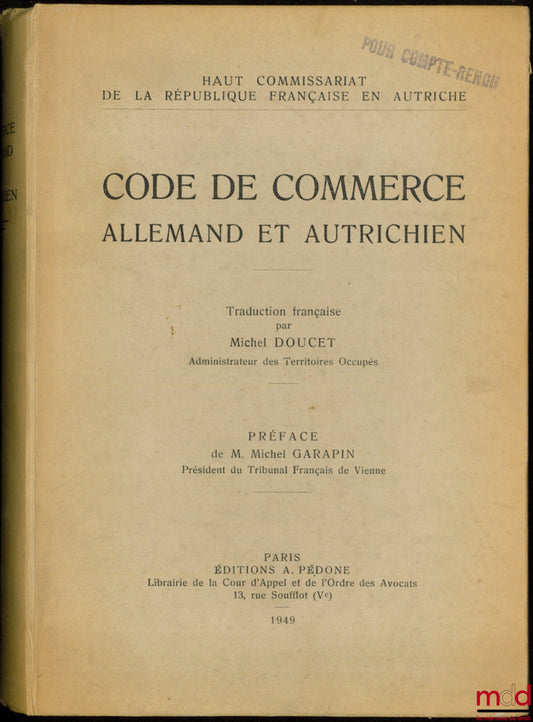 POUR COMPTE-RENDU
HAUT COMMISSARIAT
DE LA RÉPUBLIQUE FRANÇAISE EN AUTRICHE
CODE DE COMMERCE
ALLEMAND ET AUTRICHIEN
Traduction française
par
Michel DOUCET
Administrateur des Territoires Occupés
PRÉFACE
de M. Michel GARAPIN
Président du Tribunal Français de Vienne
PARIS
ÉDITIONS A. PÉDONE
Librairie de la Cour d'Appel et de l'Ordre des Avocats
13, rue Soufflot (Ve)
1949
mdd